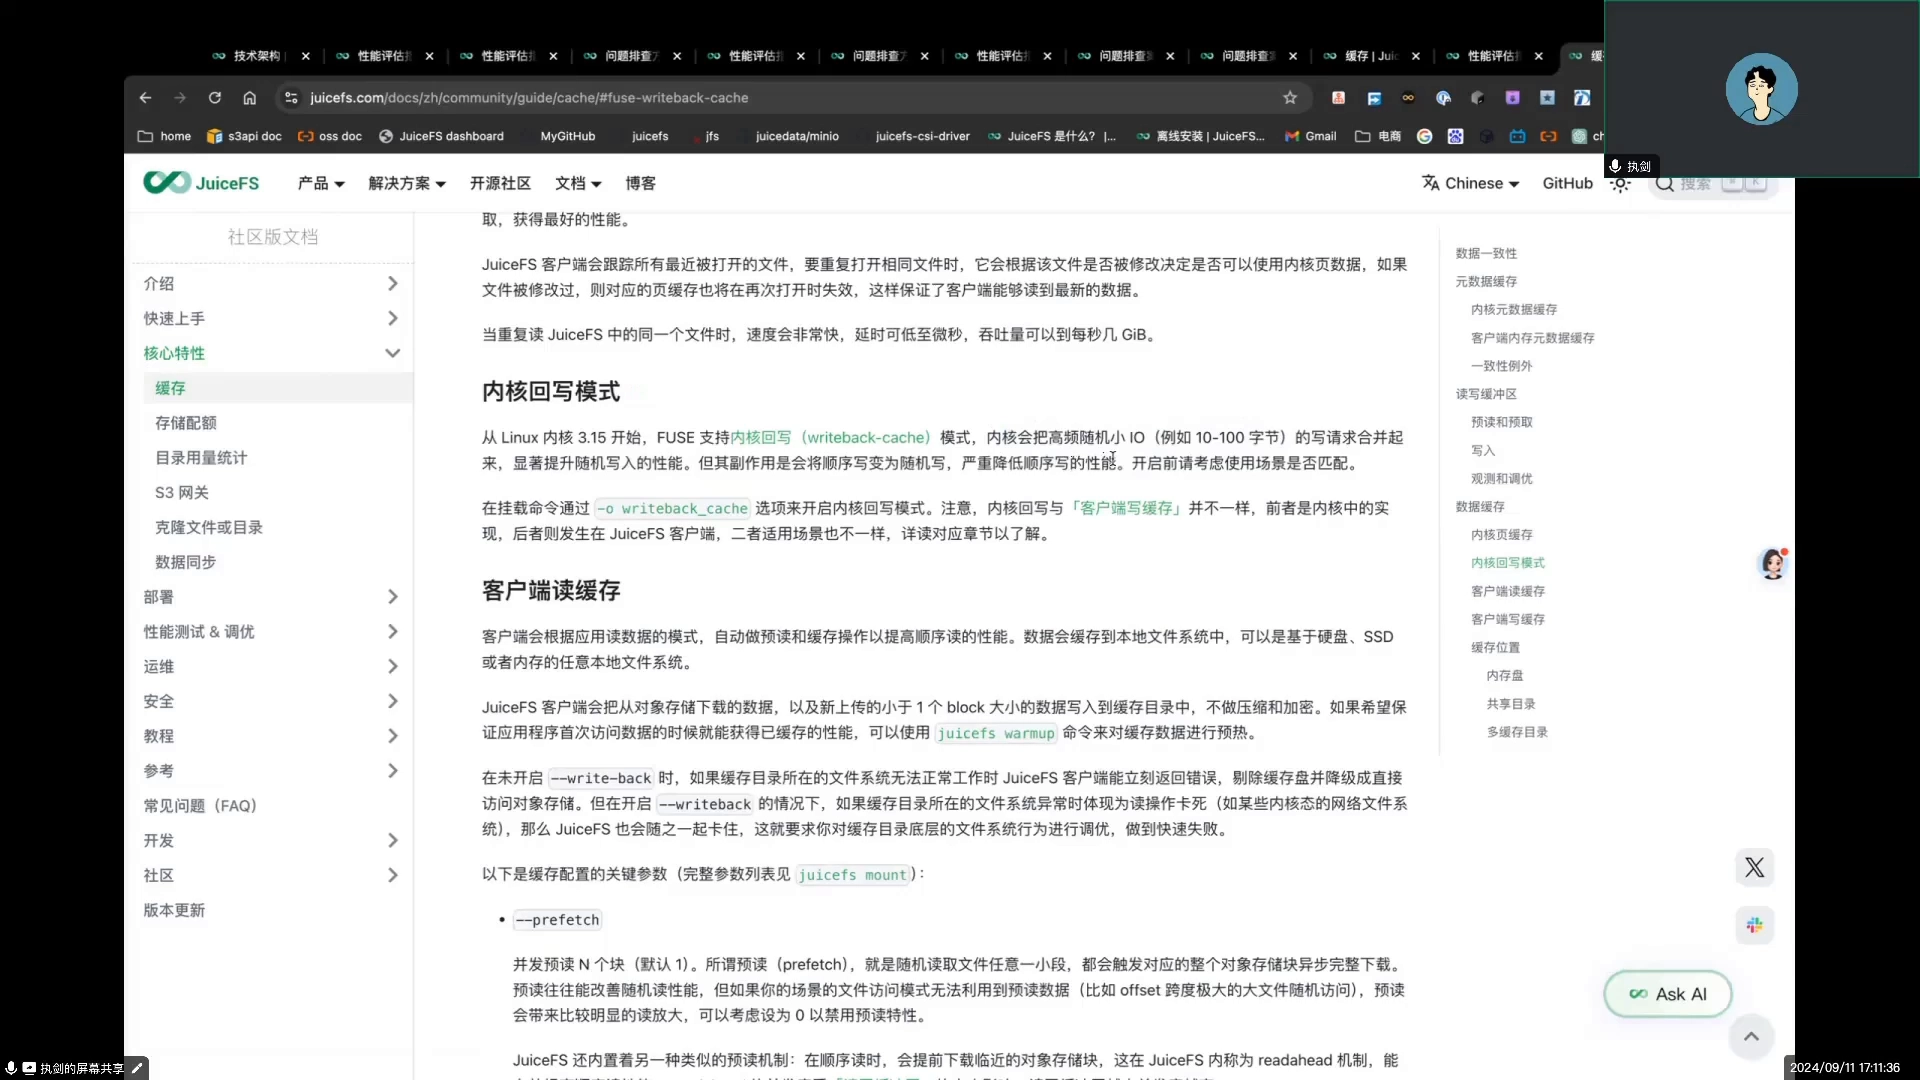 技术架构 |
性能评估指
性能评估指
问题排查方
性能评估指
问题排查方
性能评估指
问题排查案
问题排查案
缓存 | Juic
性能评估指
缓
juicefs.com/docs/zh/community/guide/cache/#fuse-writeback-cache
home
s3api doc
oss doc
JuiceFS dashboard
MyGitHub
juicefs
jfs
juicedata/minio
juicefs-csi-driver
JuiceFS 是什么？ |...
离线安装 | JuiceFS...
Gmail
电商
ch
执剑
JuiceFS
产品
解决方案
开源社区
文档
博客
Chinese
GitHub
搜索
K
社区版文档
介绍
快速上手
核心特性
缓存
存储配额
目录用量统计
S3 网关
克隆文件或目录
数据同步
部署
性能测试 & 调优
运维
安全
教程
参考
常见问题（FAQ）
开发
社区
版本更新
取，获得最好的性能。
JuiceFS 客户端会跟踪所有最近被打开的文件，要重复打开相同文件时，它会根据该文件是否被修改决定是否可以使用内核页数据，如果
文件被修改过，则对应的页缓存也将在再次打开时失效，这样保证了客户端能够读到最新的数据。
当重复读 JuiceFS 中的同一个文件时，速度会非常快，延时可低至微秒，吞吐量可以到每秒几 GiB。
内核回写模式
从 Linux 内核 3.15 开始，FUSE 支持内核回写（writeback-cache）模式，内核会把高频随机小 IO（例如 10-100 字节）的写请求合并起
来，显著提升随机写入的性能。但其副作用是会将顺序写变为随机写，严重降低顺序写的性能。开启前请考虑使用场景是否匹配。
在挂载命令通过 -o writeback_cache 选项来开启内核回写模式。注意，内核回写与「客户端写缓存」并不一样，前者是内核中的实
现，后者则发生在 JuiceFS 客户端，二者适用场景也不一样，详读对应章节以了解。
客户端读缓存
客户端会根据应用读数据的模式，自动做预读和缓存操作以提高顺序读的性能。数据会缓存到本地文件系统中，可以是基于硬盘、SSD
或者内存的任意本地文件系统。
JuiceFS 客户端会把从对象存储下载的数据，以及新上传的小于 1 个 block 大小的数据写入到缓存目录中，不做压缩和加密。如果希望保
证应用程序首次访问数据的时候就能获得已缓存的性能，可以使用 juicefs warmup 命令来对缓存数据进行预热。
在未开启 --write-back 时，如果缓存目录所在的文件系统无法正常工作时 JuiceFS 客户端能立刻返回错误，剔除缓存盘并降级成直接
访问对象存储。但在开启 --writeback 的情况下，如果缓存目录所在的文件系统异常时体现为读操作卡死（如某些内核态的网络文件系
统），那么 JuiceFS 也会随之一起卡住，这就要求你对缓存目录底层的文件系统行为进行调优，做到快速失败。
以下是缓存配置的关键参数（完整参数列表见 juicefs mount）：
• --prefetch
并发预读 N 个块（默认 1）。所谓预读（prefetch），就是随机读取文件任意一小段，都会触发对应的整个对象存储块异步完整下载。
预读往往能改善随机读性能，但如果你的场景的文件访问模式无法利用到预读数据（比如 offset 跨度极大的大文件随机访问），预读
会带来比较明显的读放大，可以考虑设为 0 以禁用预读特性。
JuiceFS 还内置着另一种类似的预读机制：在顺序读时，会提前下载临近的对象存储块，这在 JuiceFS 内称为 readahead 机制，能
数据一致性
元数据缓存
内核元数据缓存
客户端内存元数据缓存
一致性例外
读写缓冲区
预读和预取
写入
观测和调优
数据缓存
内核页缓存
内核回写模式
客户端读缓存
客户端写缓存
缓存位置
内存盘
共享目录
多缓存目录
Ask AI
执剑的屏幕共享
2024/09/11 17:11:36